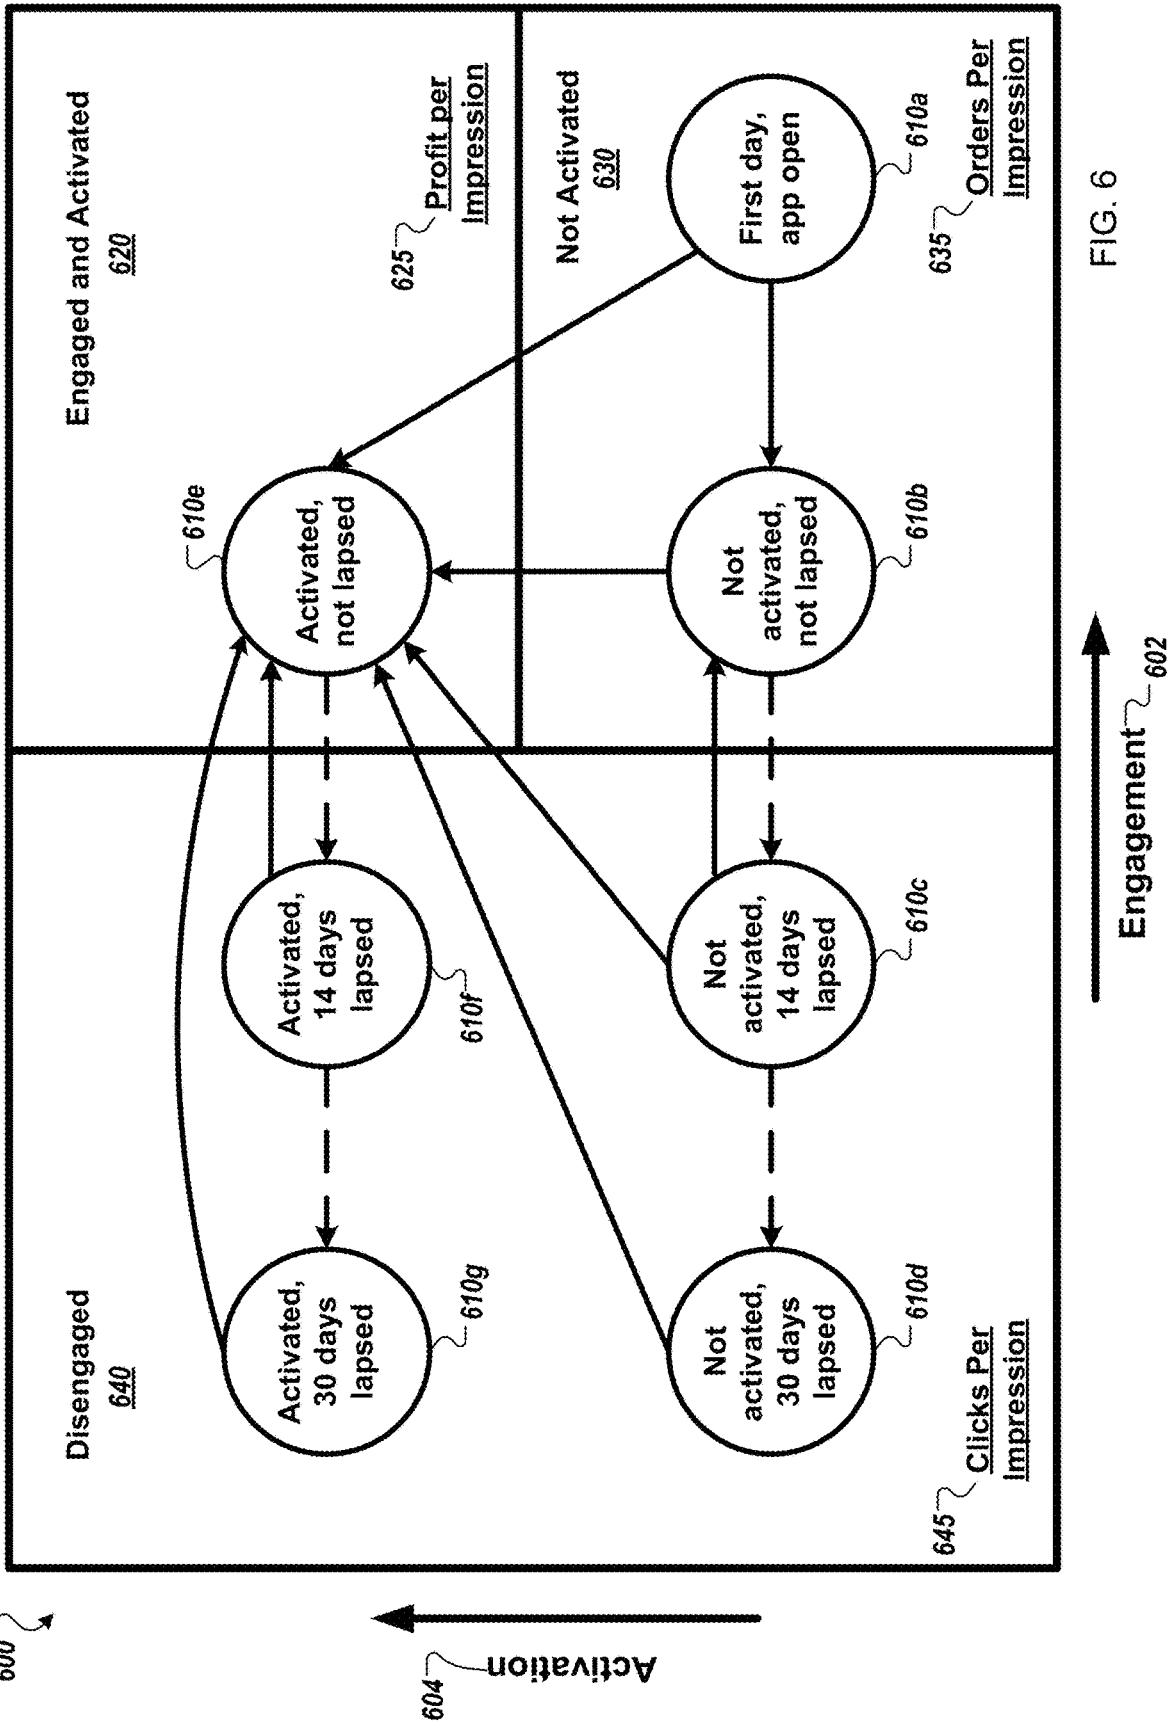 600
Disengaged
640
Engaged and Activated
620
Activated,
30 days
lapsed
610g
Activated,
14 days
lapsed
610f
Activated,
not lapsed
610e
625
Profit per
Impression
Not Activated
630
Not
activated,
30 days
lapsed
610d
Not
activated,
14 days
lapsed
610c
Not
activated,
not lapsed
610b
First day,
app open
610a
645
Clicks Per
Impression
635
Orders Per
Impression
604
Activation
Engagement
602
FIG. 6